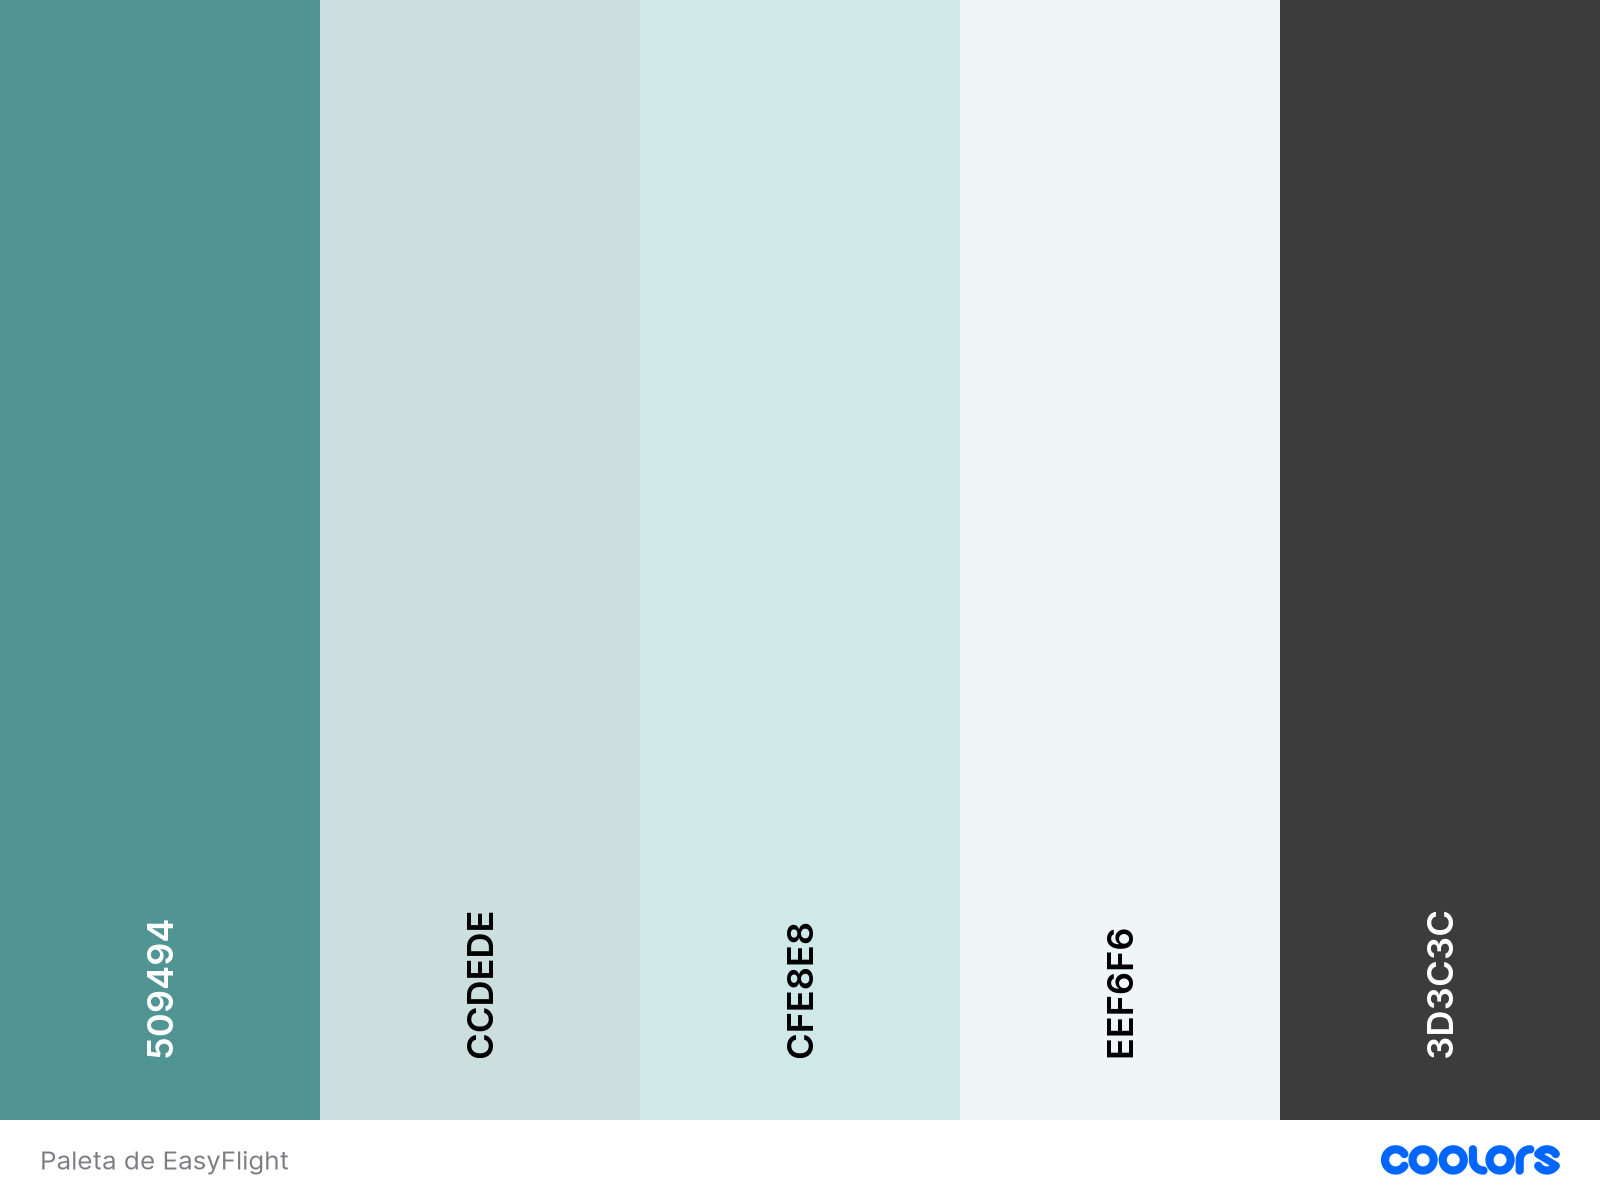 509494
CCDEDE
CFE8E8
EEF6F6
3D3C3C
Paleta de EasyFlight
coolors